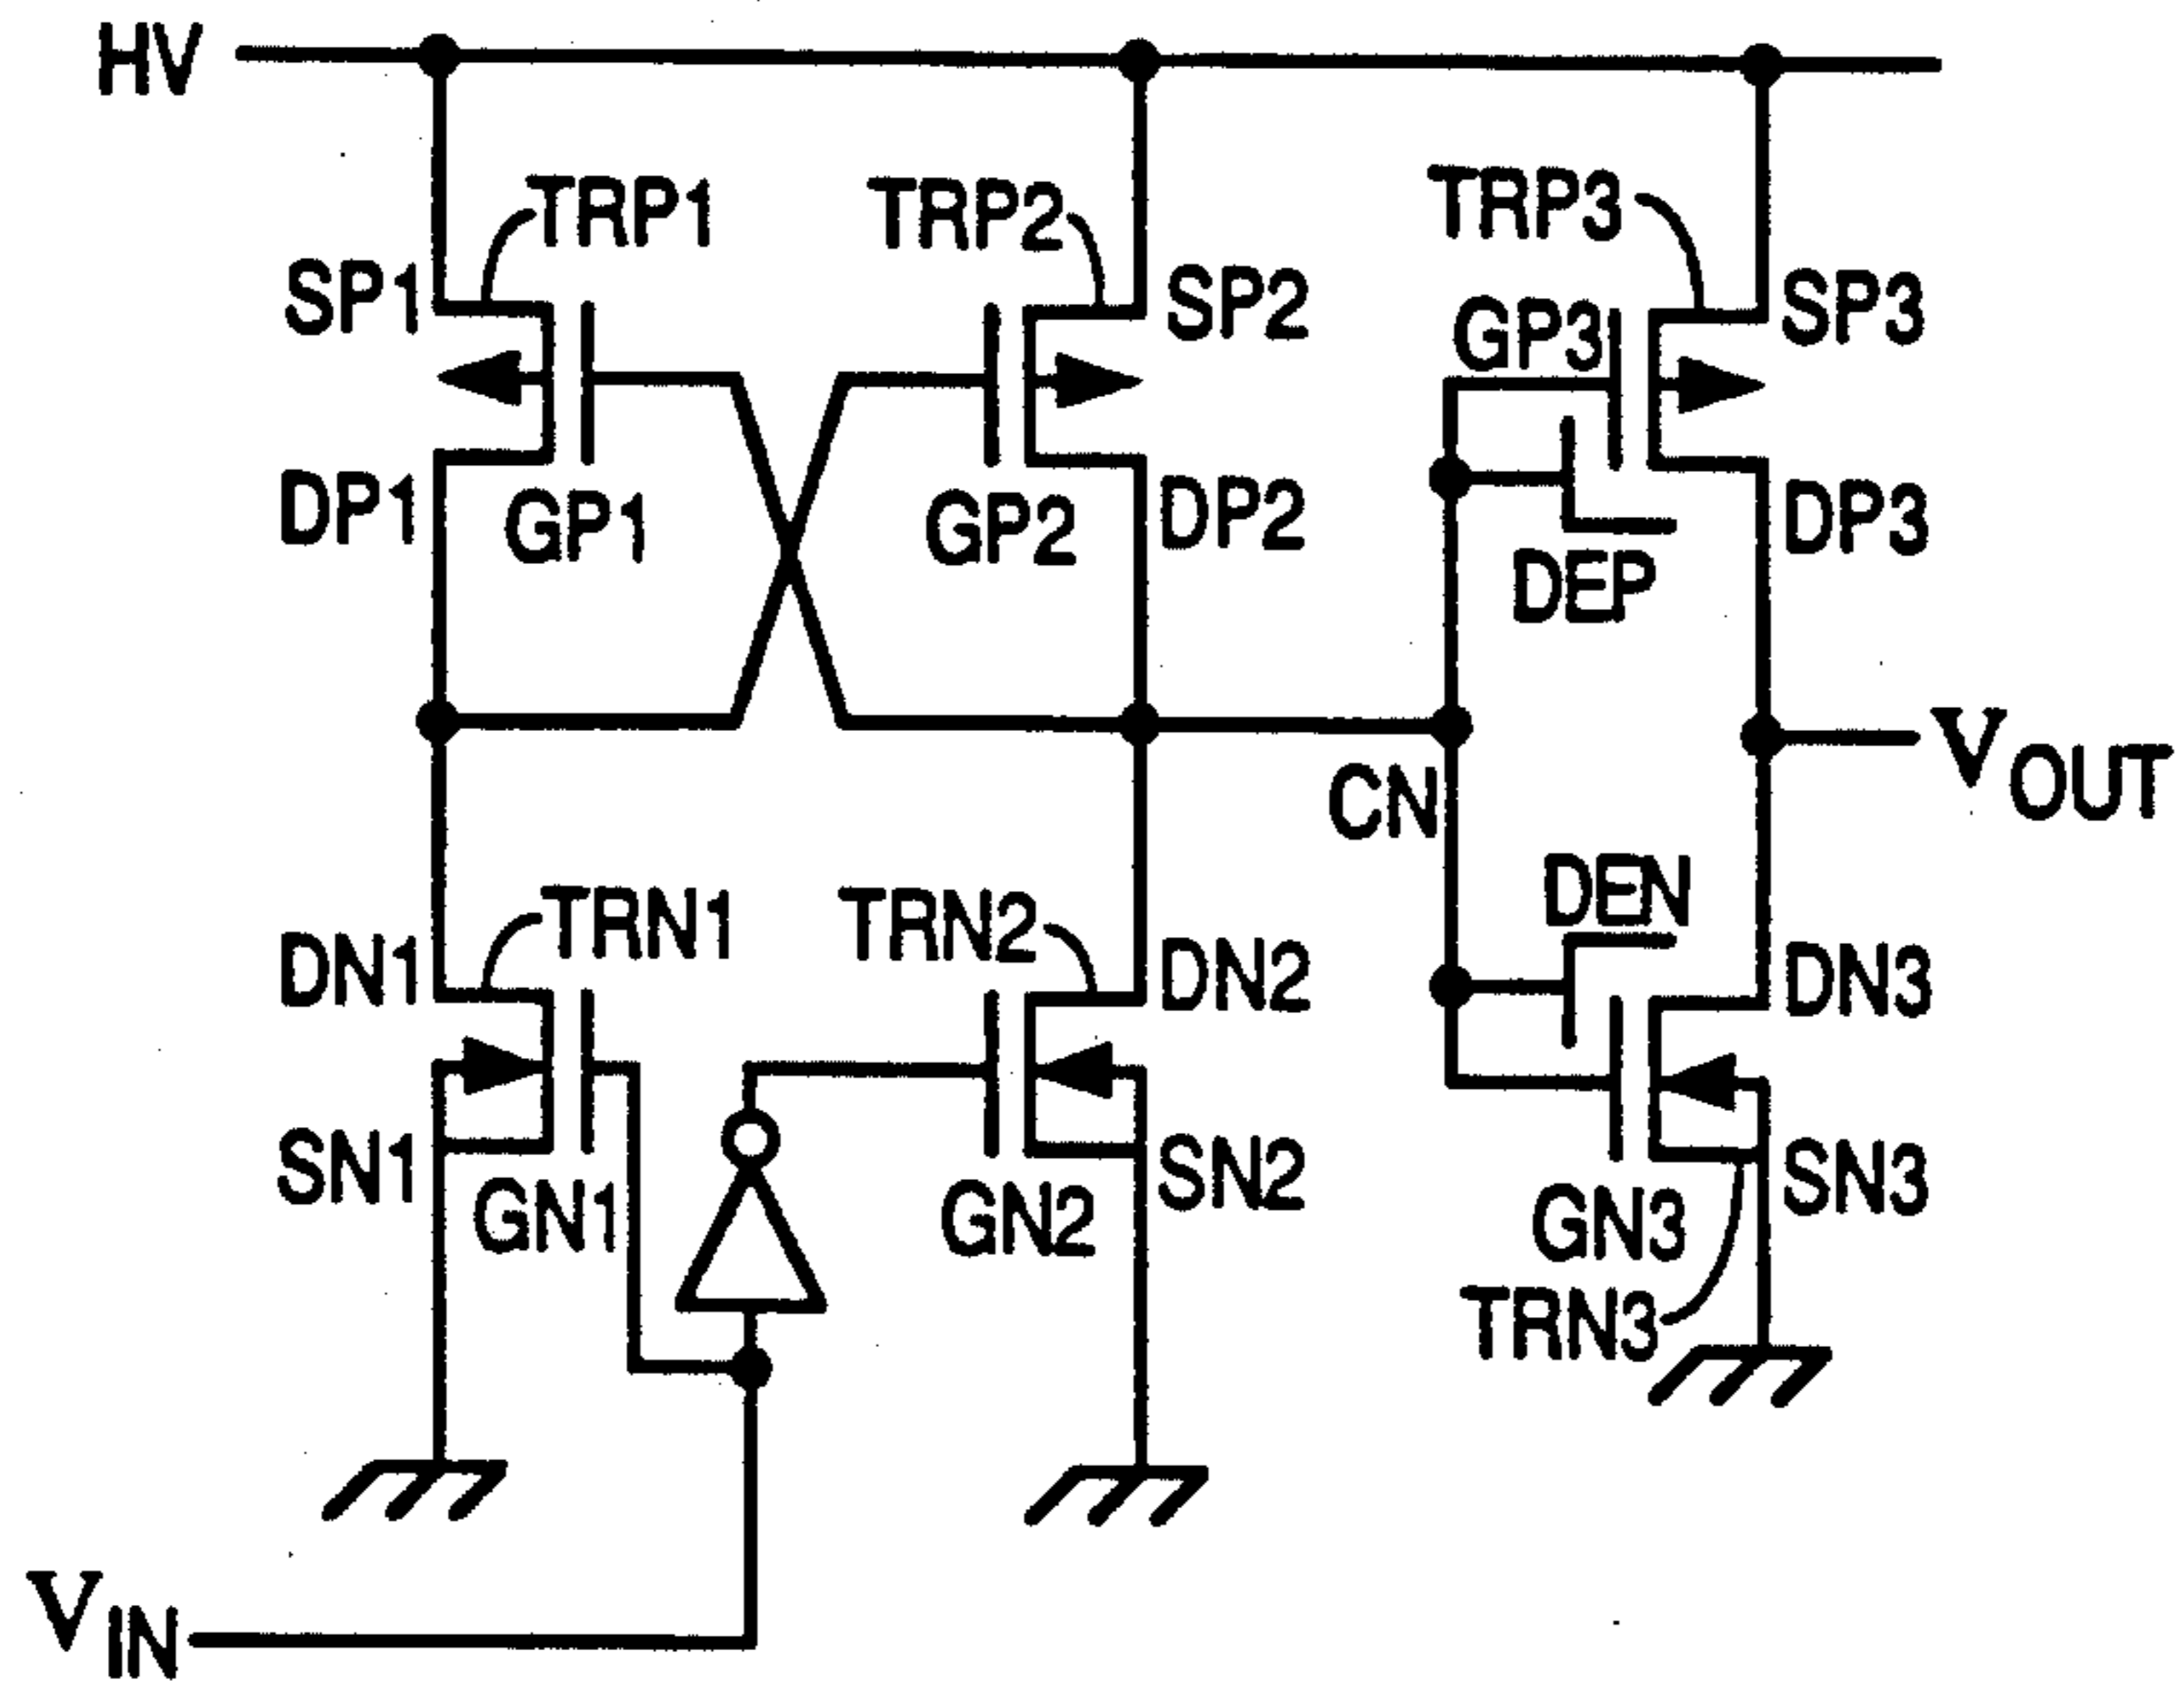 HV
TRP1
TRP2
TRP3
SP1
SP2
GP3
SP3
DP1
GP1
GP2
DP2
DP3
DEP
VOUT
CN
DEN
TRN1
TRN2
DN1
DN2
DN3
SN1
GN1
GN2
SN2
GN3
SN3
TRN3
VIN